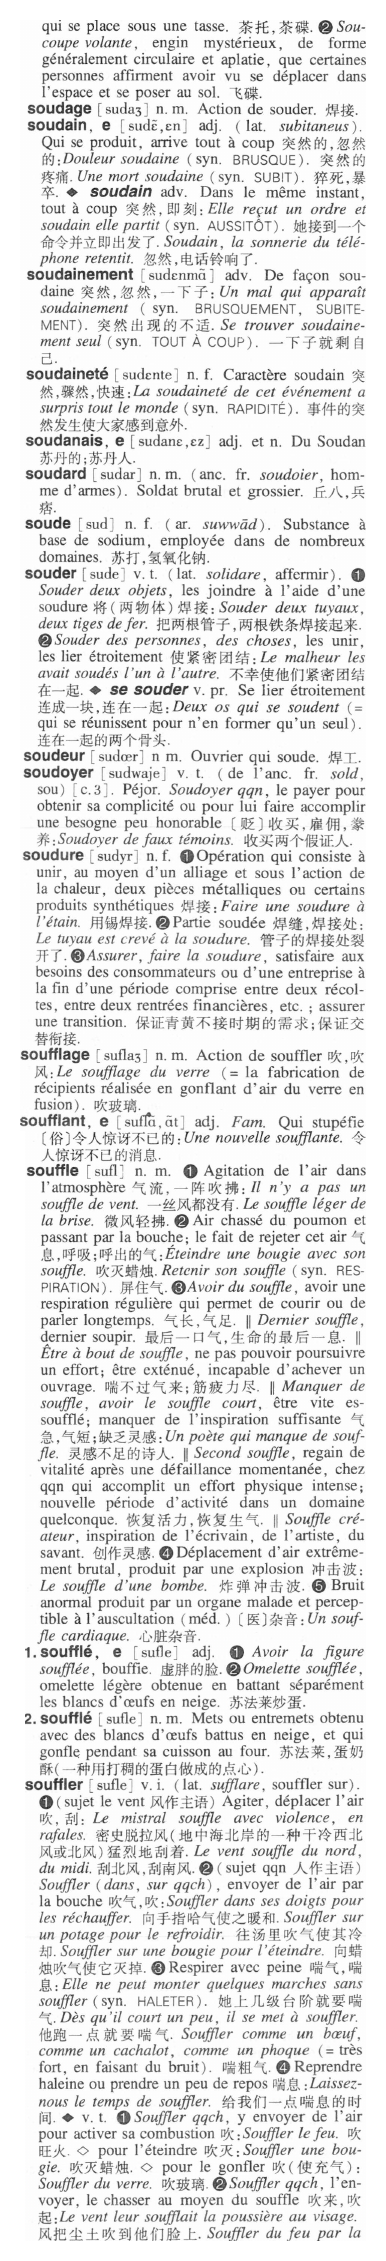 qui se place sous une tasse. 茶托,茶碟. ❷ Sou-
coupe volante, engin mystérieux, de forme
généralement circulaire et aplatie, que certaines
personnes affirment avoir vu se déplacer dans
l'espace et se poser au sol. 飞碟.
soudage [sudaʒ] n. m. Action de souder. 焊接.
soudain, e [sudɛ̃,ɛn] adj. (lat. subitaneus).
Qui se produit, arrive tout à coup 突然的,忽然
的:Douleur soudaine (syn. BRUSQUE). 突然的
疼痛. Une mort soudaine (syn. SUBIT). 猝死,暴
卒. ◆ soudain adv. Dans le même instant,
tout à coup 突然,即刻:Elle reçut un ordre et
soudain elle partit (syn. AUSSITÔT). 她接到一个
命令并立即出发了. Soudain, la sonnerie du télé-
phone retentit. 忽然,电话铃响了.
soudainement [sudɛnmɑ̃] adv. De façon sou-
daine 突然,忽然,一下子:Un mal qui apparaît
soudainement (syn. BRUSQUEMENT, SUBITE-
MENT). 突然出现的不适. Se trouver soudaine-
ment seul (syn. TOUT À COUP). 一下子就剩自
己.
soudaineté [sudɛnte] n. f. Caractère soudain 突
然,骤然,快速:La soudaineté de cet événement a
surpris tout le monde (syn. RAPIDITÉ). 事件的突
然发生使大家感到意外.
soudanais, e [sudanɛ,ɛz] adj. et n. Du Soudan
苏丹的;苏丹人.
soudard [sudar] n. m. (anc. fr. soudoier, hom-
me d'armes). Soldat brutal et grossier. 丘八,兵
痞.
soude [sud] n. f. (ar. suwwād). Substance à
base de sodium, employée dans de nombreux
domaines. 苏打,氢氧化钠.
souder [sude] v. t. (lat. solidare, affermir). ❶
Souder deux objets, les joindre à l'aide d'une
soudure 将(两物体)焊接:Souder deux tuyaux,
deux tiges de fer. 把两根管子,两根铁条焊接起来.
❷ Souder des personnes, des choses, les unir,
les lier étroitement 使紧密团结:Le malheur les
avait soudés l'un à l'autre. 不幸使他们紧密团结
在一起. ◆ se souder v. pr. Se lier étroitement
连成一块,连在一起:Deux os qui se soudent (=
qui se réunissent pour n'en former qu'un seul).
连在一起的两个骨头.
soudeur [sudœr] n m. Ouvrier qui soude. 焊工.
soudoyer [sudwaje] v. t. (de l'anc. fr. sold,
sou) [c.3]. Péjor. Soudoyer qqn, le payer pour
obtenir sa complicité ou pour lui faire accomplir
une besogne peu honorable 〔贬〕收买,雇佣,豢
养:Soudoyer de faux témoins. 收买两个假证人.
soudure [sudyr] n. f. ❶ Opération qui consiste à
unir, au moyen d'un alliage et sous l'action de
la chaleur, deux pièces métalliques ou certains
produits synthétiques 焊接:Faire une soudure à
l'étain. 用锡焊接. ❷ Partie soudée 焊缝,焊接处:
Le tuyau est crevé à la soudure. 管子的焊接处裂
开了. ❸ Assurer, faire la soudure, satisfaire aux
besoins des consommateurs ou d'une entreprise à
la fin d'une période comprise entre deux récol-
tes, entre deux rentrées financières, etc. ; assurer
une transition. 保证青黄不接时期的需求;保证交
替衔接.
soufflage [suflaʒ] n. m. Action de souffler 吹,吹
风:Le soufflage du verre (= la fabrication de
récipients réalisée en gonflant d'air du verre en
fusion). 吹玻璃.
soufflant, e [suflɑ̃,ɑ̃t] adj. Fam. Qui stupéfie
〔俗〕令人惊讶不已的:Une nouvelle soufflante. 令
人惊讶不已的消息.
souffle [sufl] n. m. ❶ Agitation de l'air dans
l'atmosphère 气流,一阵吹拂: Il n'y a pas un
souffle de vent. 一丝风都没有. Le souffle léger de
la brise. 微风轻拂. ❷ Air chassé du poumon et
passant par la bouche; le fait de rejeter cet air 气
息,呼吸;呼出的气:Éteindre une bougie avec son
souffle. 吹灭蜡烛. Retenir son souffle (syn. RES-
PIRATION). 屏住气. ❸ Avoir du souffle, avoir une
respiration régulière qui permet de courir ou de
parler longtemps. 气长,气足. ‖ Dernier souffle,
dernier soupir. 最后一口气,生命的最后一息. ‖
Être à bout de souffle, ne pas pouvoir poursuivre
un effort; être exténué, incapable d'achever un
ouvrage. 喘不过气来;筋疲力尽. ‖ Manquer de
souffle, avoir le souffle court, être vite es-
soufflé; manquer de l'inspiration suffisante 气
急,气短;缺乏灵感:Un poète qui manque de souf-
fle. 灵感不足的诗人. ‖ Second souffle, regain de
vitalité après une défaillance momentanée, chez
qqn qui accomplit un effort physique intense;
nouvelle période d'activité dans un domaine
quelconque. 恢复活力,恢复生气. ‖ Souffle cré-
ateur, inspiration de l'écrivain, de l'artiste, du
savant. 创作灵感. ❹ Déplacement d'air extrême-
ment brutal, produit par une explosion 冲击波:
Le souffle d'une bombe. 炸弹冲击波. ❺ Bruit
anormal produit par un organe malade et percep-
tible à l'auscultation (méd.) 〔医〕杂音:Un souf-
fle cardiaque. 心脏杂音.
1. soufflé, e [sufle] adj. ❶ Avoir la figure
soufflée, bouffie. 虚胖的脸. ❷ Omelette soufflée,
omelette légère obtenue en battant séparément
les blancs d'œufs en neige. 苏法莱炒蛋.
2. soufflé [sufle] n. m. Mets ou entremets obtenu
avec des blancs d'œufs battus en neige, et qui
gonfle pendant sa cuisson au four. 苏法莱,蛋奶
酥(一种用打稠的蛋白做成的点心).
souffler [sufle] v. i. (lat. sufflare, souffler sur).
❶ (sujet le vent 风作主语) Agiter, déplacer l'air
吹,刮: Le mistral souffle avec violence, en
rafales. 密史脱拉风(地中海北岸的一种干冷西北
风或北风)猛烈地刮着. Le vent souffle du nord,
du midi. 刮北风,刮南风. ❷ (sujet qqn 人作主语)
Souffler (dans, sur qqch), envoyer de l'air par
la bouche 吹气,吹:Souffler dans ses doigts pour
les réchauffer. 向手指哈气使之暖和. Souffler sur
un potage pour le refroidir. 往汤里吹气使其冷
却. Souffler sur une bougie pour l'éteindre. 向蜡
烛吹气使它灭掉. ❸ Respirer avec peine 喘气,喘
息:Elle ne peut monter quelques marches sans
souffler (syn. HALETER). 她上几级台阶就要喘
气. Dès qu'il court un peu, il se met à souffler.
他跑一点就要喘气. Souffler comme un bœuf,
comme un cachalot, comme un phoque (= très
fort, en faisant du bruit). 喘粗气. ❹ Reprendre
haleine ou prendre un peu de repos 喘息:Laissez-
nous le temps de souffler. 给我们一点喘息的时
间. ◆ v. t. ❶ Souffler qqch, y envoyer de l'air
pour activer sa combustion 吹:Souffler le feu. 吹
旺火. ◇ pour l'éteindre 吹灭:Souffler une bou-
gie. 吹灭蜡烛. ◇ pour le gonfler 吹(使充气):
Souffler du verre. 吹玻璃. ❷ Souffler qqch, l'en-
voyer, le chasser au moyen du souffle 吹来,吹
起:Le vent leur soufflait la poussière au visage.
风把尘土吹到他们脸上. Souffler du feu par la